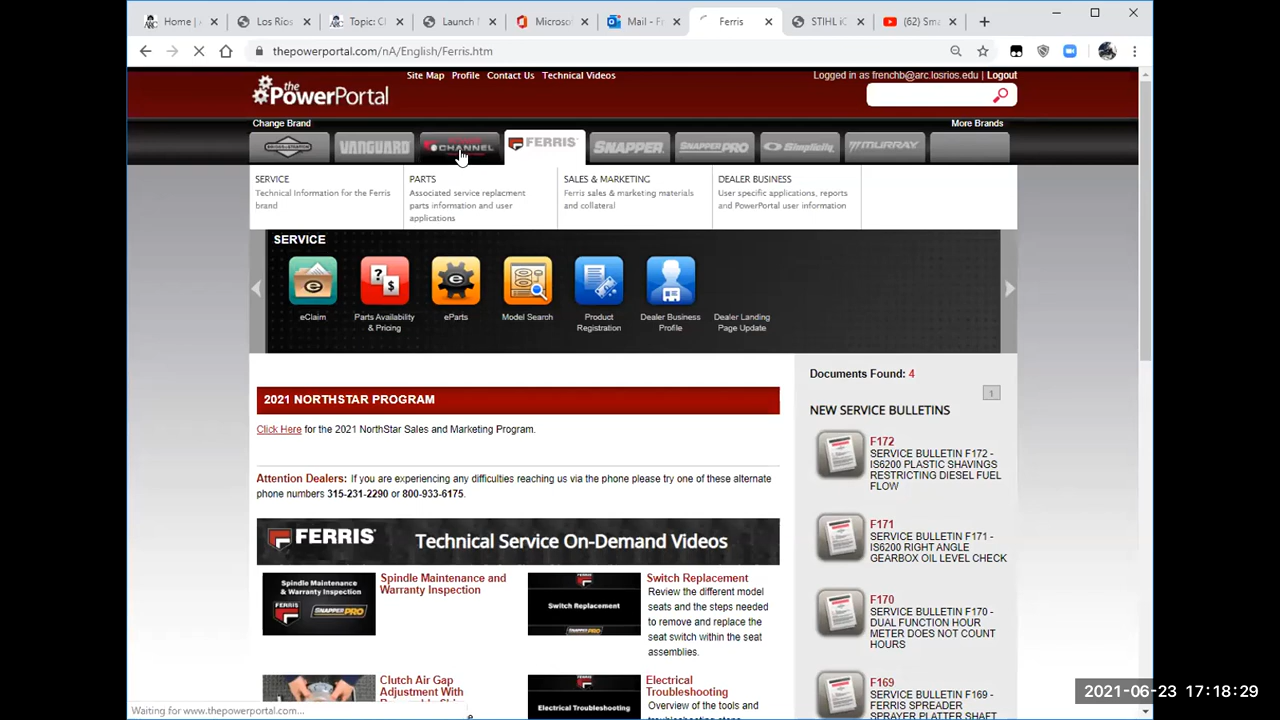 Home | A
Los Rios
Topic: Cl
Launch
Microso
Mail - Fr
Ferris
STIHL iC
(62) Sma
thepowerportal.com/nA/English/Ferris.htm
Site Map Profile Contact Us Technical Videos
Logged in as frenchb@arc.losrios.edu | Logout
the PowerPortal
Change Brand
More Brands
VANGUARD
CHANNEL
FERRIS
SNAPPER
SNAPPER PRO
Simplicity
MURRAY
SERVICE
Technical Information for the Ferris
brand
PARTS
Associated service replacment
parts information and user
applications
SALES & MARKETING
Ferris sales & marketing materials
and collateral
DEALER BUSINESS
User specific applications, reports
and PowerPortal user information
SERVICE
eClaim
Parts Availability
& Pricing
eParts
Model Search
Product
Registration
Dealer Business
Profile
Dealer Landing
Page Update
2021 NORTHSTAR PROGRAM
Click Here for the 2021 NorthStar Sales and Marketing Program.
Attention Dealers: If you are experiencing any difficulties reaching us via the phone please try one of these alternate
phone numbers 315-231-2290 or 800-933-6175.
FERRIS Technical Service On-Demand Videos
Spindle Maintenance
& Warranty Inspection
FERRIS SNAPPER PRO
Spindle Maintenance and
Warranty Inspection
Switch Replacement
SNAPPER PRO
Switch Replacement
Review the different model
seats and the steps needed
to remove and replace the
seat switch within the seat
assemblies.
Clutch Air Gap
Adjustment With
Electrical Troubleshooting
Electrical
Troubleshooting
Overview of the tools and
Documents Found: 4
1
NEW SERVICE BULLETINS
F172
SERVICE BULLETIN F172 -
IS6200 PLASTIC SHAVINGS
RESTRICTING DIESEL FUEL
FLOW
F171
SERVICE BULLETIN F171 -
IS6200 RIGHT ANGLE
GEARBOX OIL LEVEL CHECK
F170
SERVICE BULLETIN F170 -
DUAL FUNCTION HOUR
METER DOES NOT COUNT
HOURS
F169
SERVICE BULLETIN F169 -
FERRIS SPREADER
SPRAYER PLATTER SHAFT
Waiting for www.thepowerportal.com...
2021-06-23 17:18:29